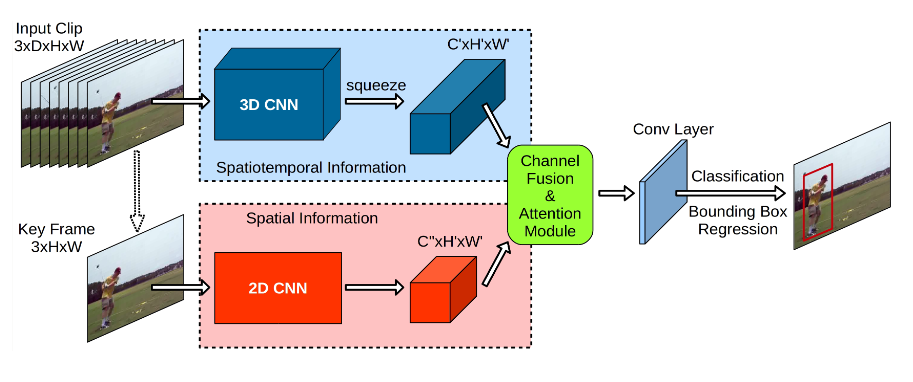 Input Clip
3xDxHxW
3D CNN
squeeze
C'xH'xW'
Spatiotemporal Information
Channel
Fusion
&
Attention
Module
Conv Layer
Classification
Bounding Box
Regression
Key Frame
3xHxW
Spatial Information
2D CNN
C''xH'xW'